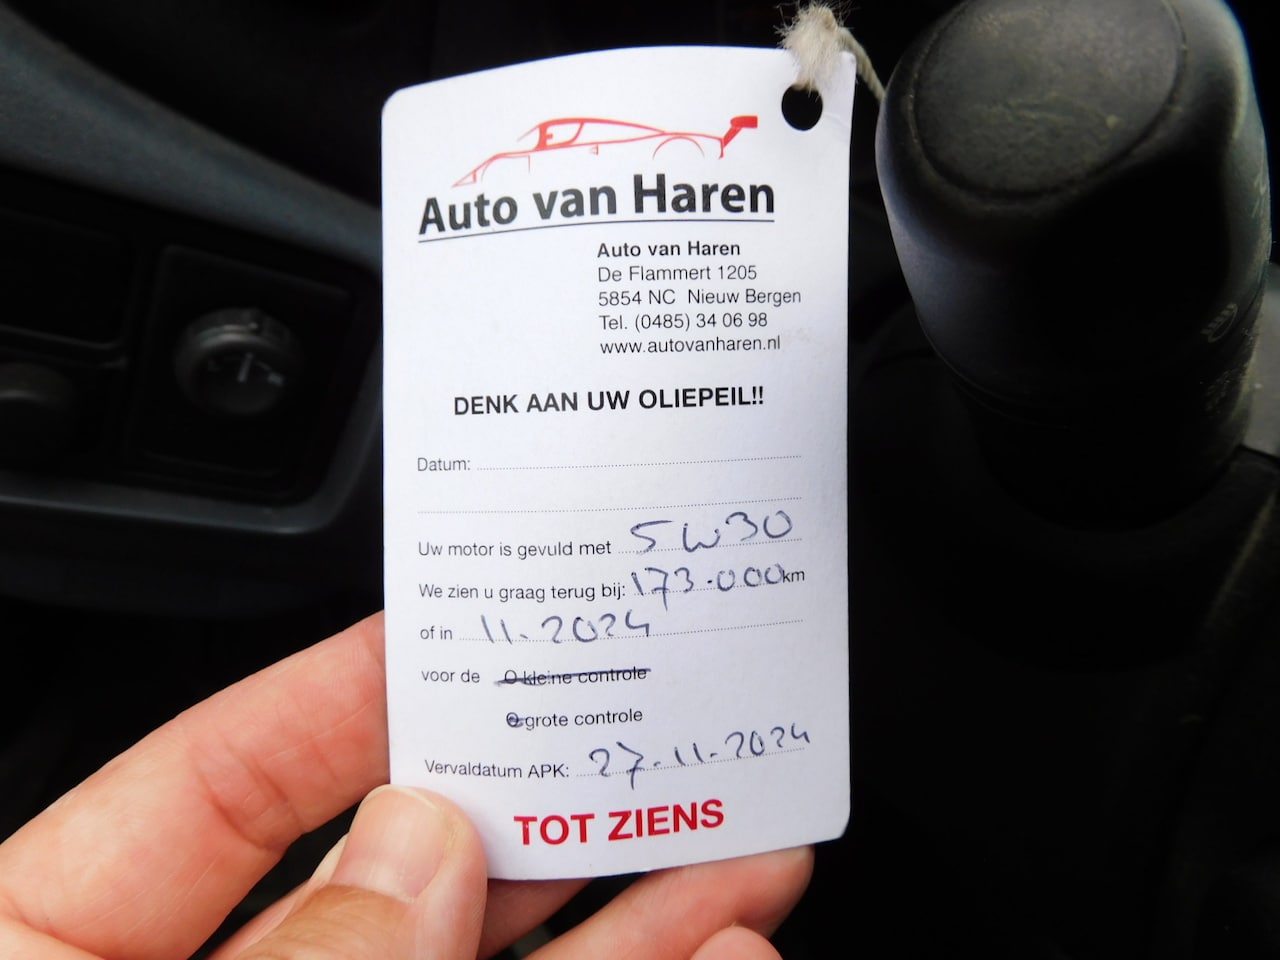 Auto van Haren
Auto van Haren
De Flammert 1205
5854 NC Nieuw Bergen
Tel. (0485) 34 06 98
www.autovanharen.nl
DENK AAN UW OLIEPEIL!!
Datum:
Uw motor is gevuld met 5W30
We zien u graag terug bij: 173.000 km
of in 11-2024
voor de O kleine controle
O grote controle
Vervaldatum APK: 27-11-2024
TOT ZIENS